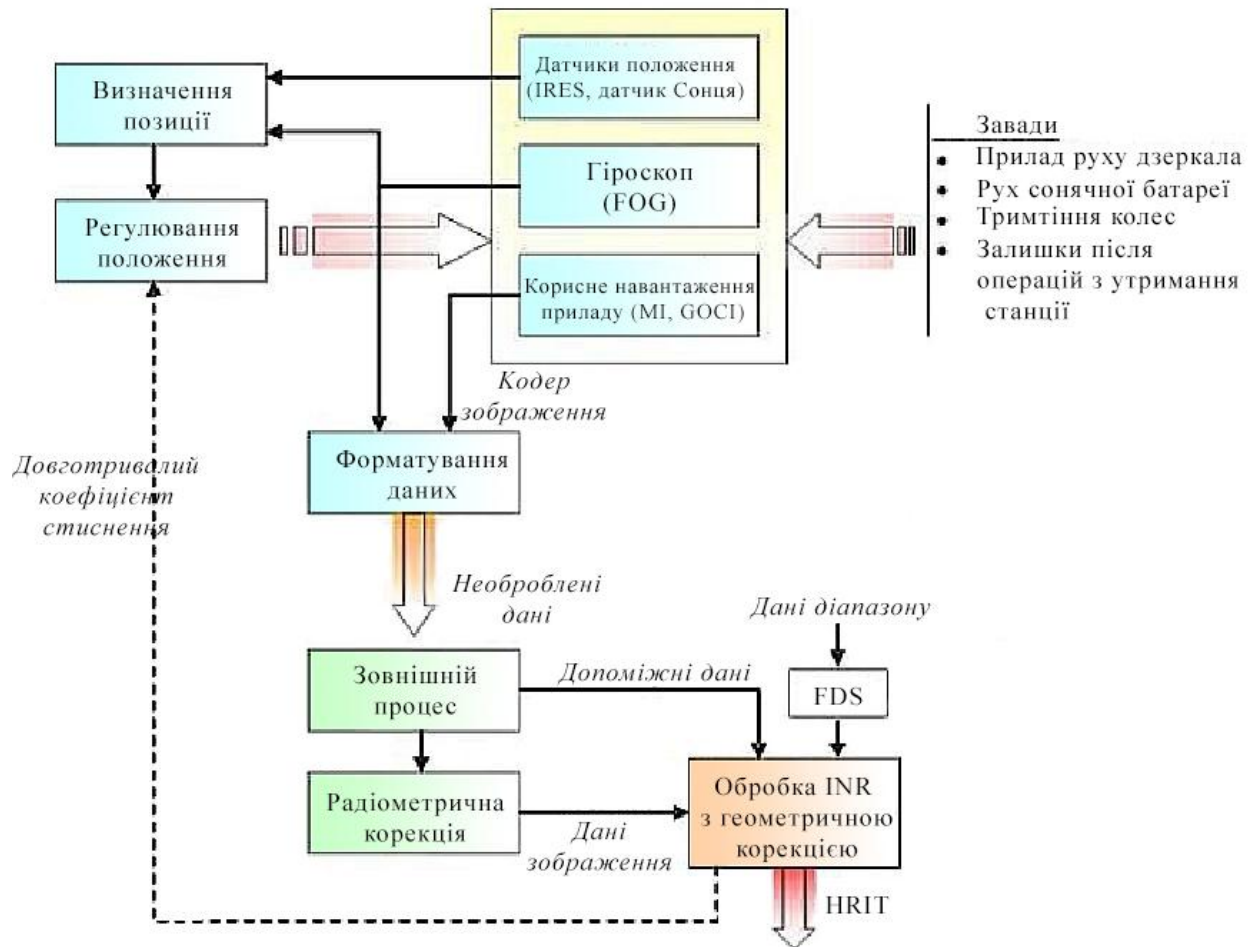 Датчики положення
(IRES, датчик Сонця)
Визначення
позиції
Гіроскоп
(FOG)
Регулювання
положення
Корисне навантаження
приладу (MI, GOCI)
Завади
Прилад руху дзеркала
Рух сонячної батареї
Тримтіння колес
Залишки після
операцій з утримання
станції
Кодер
зображення
Форматування
даних
Довготривалий
коефіцієнт
стиснення
Необроблені
дані
Дані діапазону
FDS
Зовнішній
процес
Допоміжні дані
Радіометрична
корекція
Дані
зображення
Обробка INR
з геометричною
корекцією
HRIT